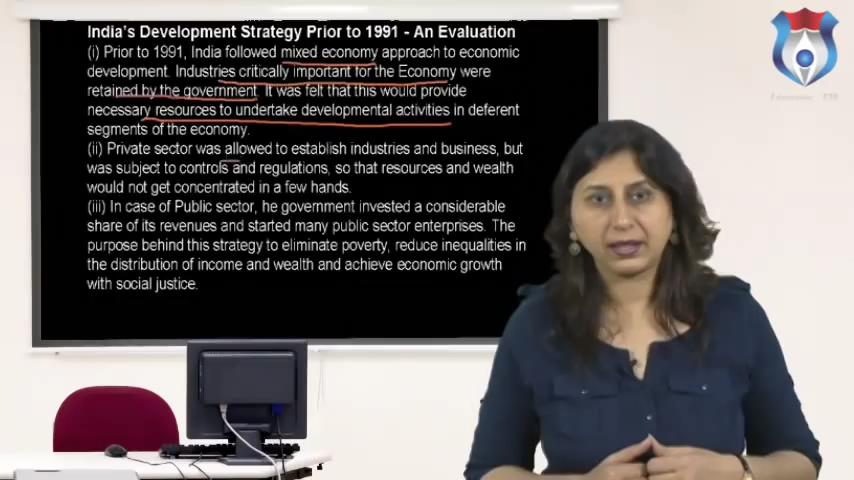 India's Development Strategy Prior to 1991 - An Evaluation
(i) Prior to 1991, India followed mixed economy approach to economic
development. Industries critically important for the Economy were
retained by the government. It was felt that this would provide
necessary resources to undertake developmental activities in deferent
segments of the economy.
(ii) Private sector was allowed to establish industries and business, but
was subject to controls and regulations, so that resources and wealth
would not get concentrated in a few hands.
(iii) In case of Public sector, he government invested a considerable
share of its revenues and started many public sector enterprises. The
purpose behind this strategy to eliminate poverty, reduce inequalities in
the distribution of income and wealth and achieve economic growth
with social justice.